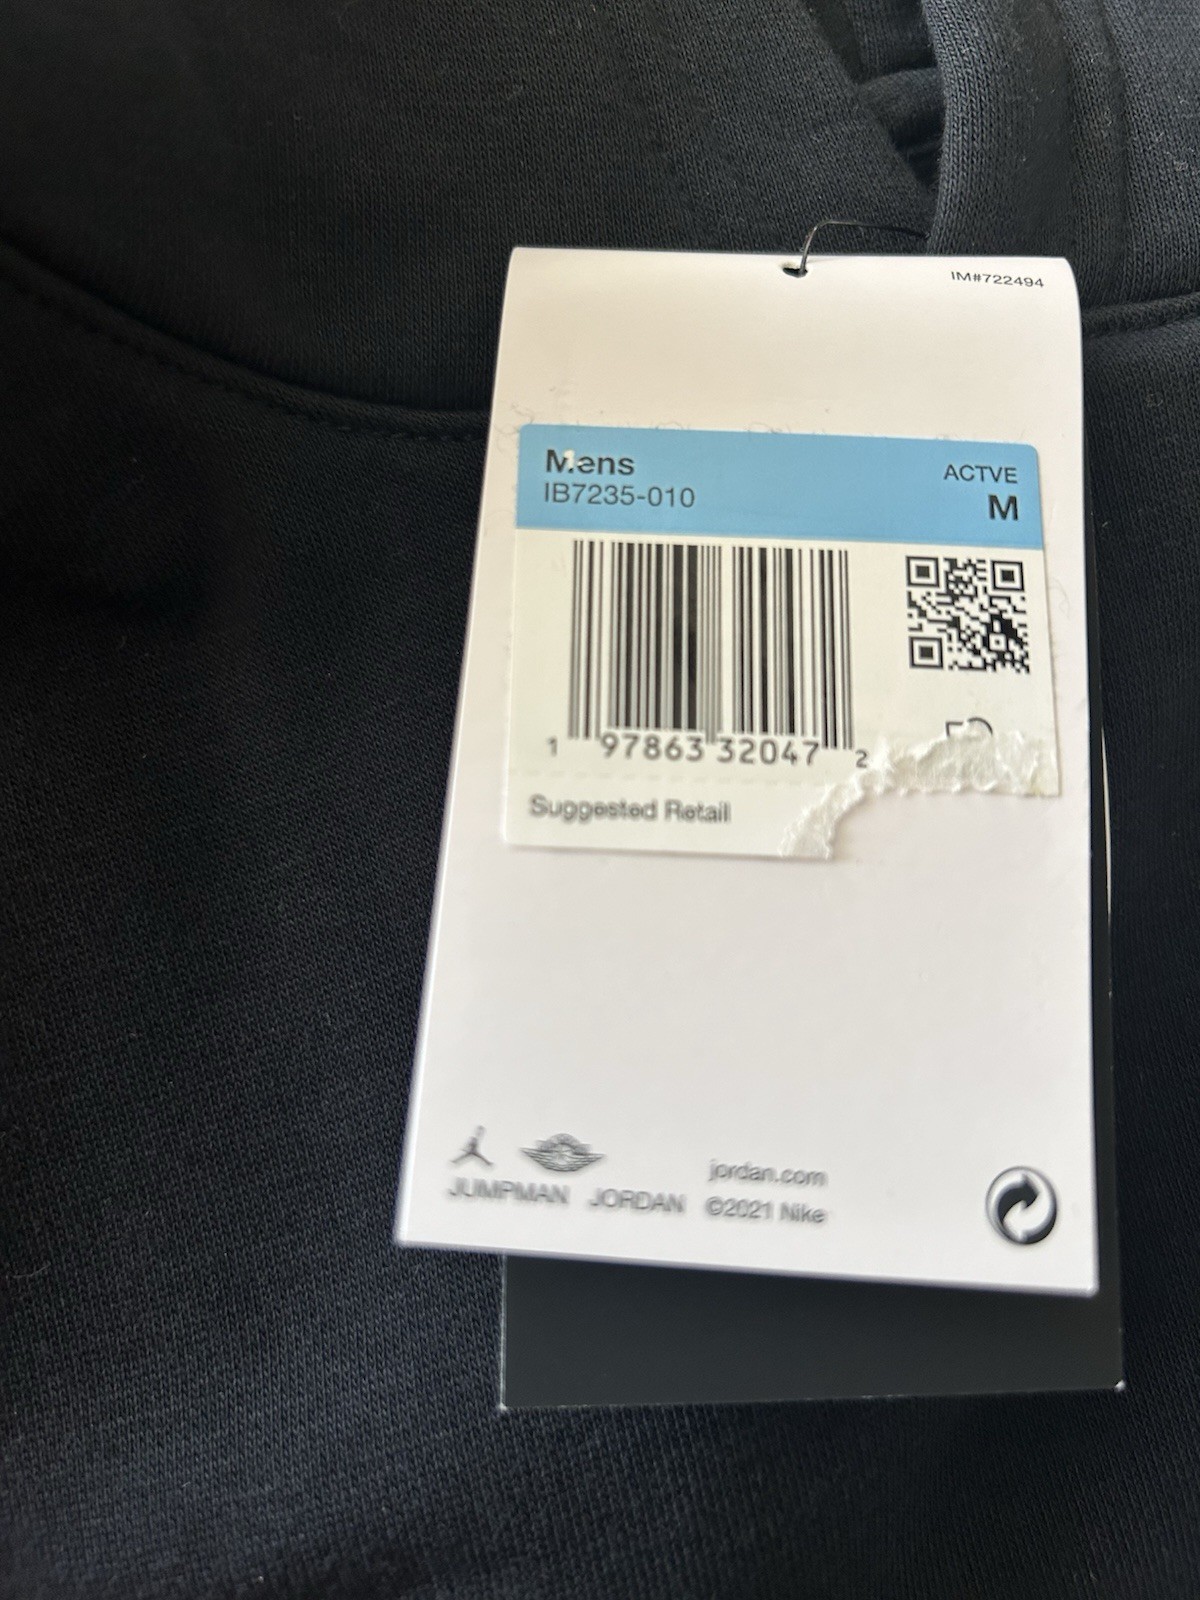 IM#722494
Mens
ACTVE
IB7235-010
M
1 97863 32047 2
Suggested Retail
jordan.com
JUMPMAN JORDAN ©2021 Nike